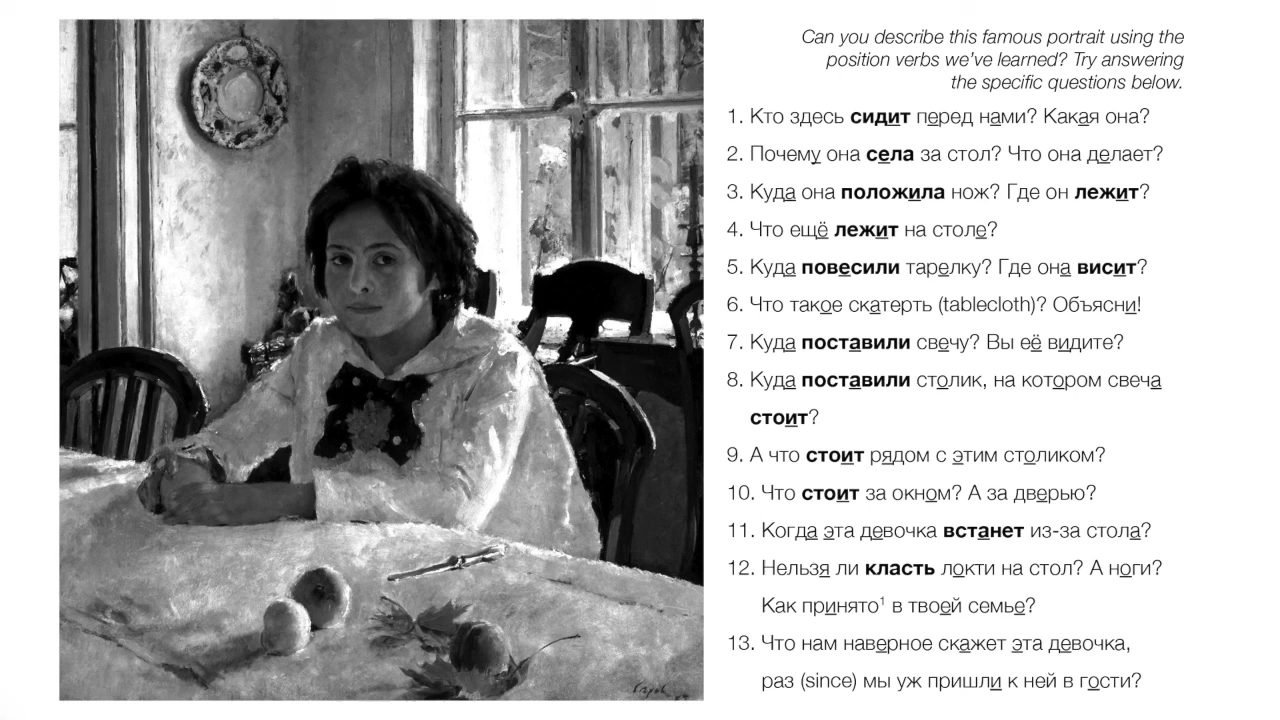 Can you describe this famous portrait using the
position verbs we've learned? Try answering
the specific questions below.
1. Кто здесь сидит перед нами? Какая она?
2. Почему она села за стол? Что она делает?
3. Куда она положила нож? Где он лежит?
4. Что ещё лежит на столе?
5. Куда повесили тарелку? Где она висит?
6. Что такое скатерть (tablecloth)? Объясни!
7. Куда поставили свечу? Вы её видите?
8. Куда поставили столик, на котором свеча
стоит?
9. А что стоит рядом с этим столиком?
10. Что стоит за окном? А за дверью?
11. Когда эта девочка встанет из-за стола?
12. Нельзя ли класть локти на стол? А ноги?
Как принято¹ в твоей семье?
13. Что нам наверное скажет эта девочка,
раз (since) мы уж пришли к ней в гости?